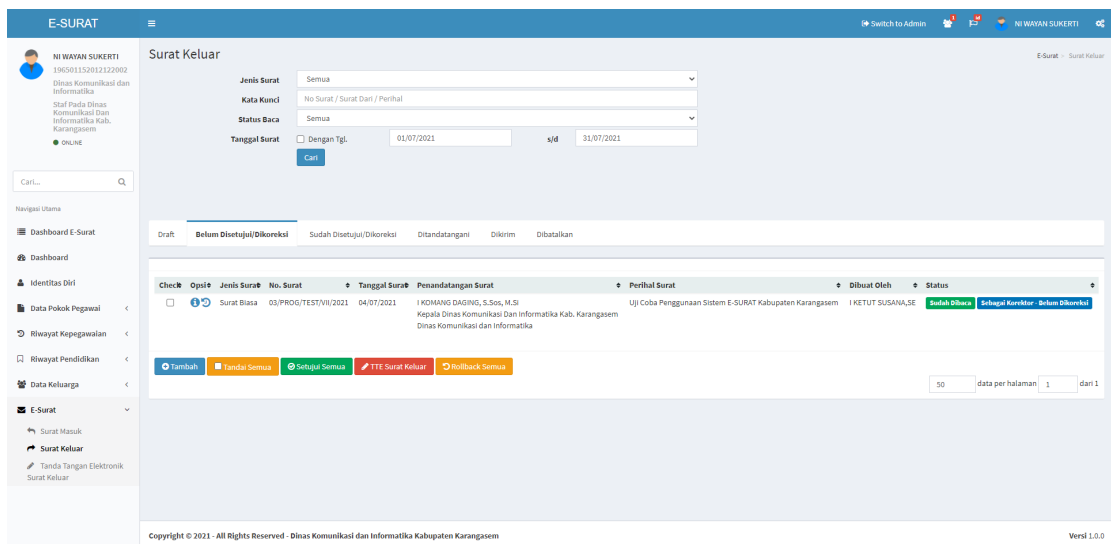 E-SURAT
Switch to Admin
NI WAYAN SUKERTI
NI WAYAN SUKERTI
196501152012122002
Dinas Komunikasi dan
Informatika
Staf Pada Dinas
Komunikasi Dan
Informatika Kab.
Karangasem
ONLINE
Cari...
Navigasi Utama
Dashboard E-Surat
Dashboard
Identitas Diri
Data Pokok Pegawai
Riwayat Kepegawaian
Riwayat Pendidikan
Data Keluarga
E-Surat
Surat Masuk
Surat Keluar
Tanda Tangan Elektronik
Surat Keluar
Surat Keluar
E-Surat - Surat Keluar
Jenis Surat Semua
Kata Kunci No Surat / Surat Dari / Perihal
Status Baca Semua
Tanggal Surat Dengan Tgl. 01/07/2021 s/d 31/07/2021
Cari
Draft Belum Disetujui/Dikoreksi Sudah Disetujui/Dikoreksi Ditandatangani Dikirim Dibatalkan
Check Opsi Jenis Surat No. Surat Tanggal Surat Penandatangan Surat Perihal Surat Dibuat Oleh Status
Surat Biasa 03/PROG/TEST/VII/2021 04/07/2021 I KOMANG DAGING, S.Sos, M.Si Uji Coba Penggunaan Sistem E-SURAT Kabupaten Karangasem I KETUT SUSANA,SE Sudah Dibaca Sebagai Korektor - Belum Dikoreksi
Kepala Dinas Komunikasi Dan Informatika Kab. Karangasem
Dinas Komunikasi dan Informatika
Tambah Tandai Semua Setujui Semua TTE Surat Keluar Rollback Semua
50 data per halaman 1 dari 1
Copyright © 2021 - All Rights Reserved - Dinas Komunikasi dan Informatika Kabupaten Karangasem Versi 1.0.0